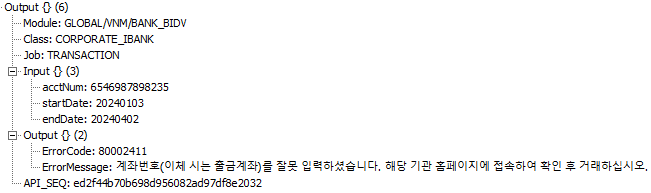 Output {} (6)
Module: GLOBAL/VNM/BANK_BIDV
Class: CORPORATE_IBANK
Job: TRANSACTION
Input {} (3)
acctNum: 6546987898235
startDate: 20240103
endDate: 20240402
Output {} (2)
ErrorCode: 80002411
ErrorMessage: 계좌번호(이체 시는 출금계좌)를 잘못 입력하셨습니다. 해당 기관 홈페이지에 접속하여 확인 후 거래하십시오.
API_SEQ: ed2f44b70b698d956082ad97df8e2032